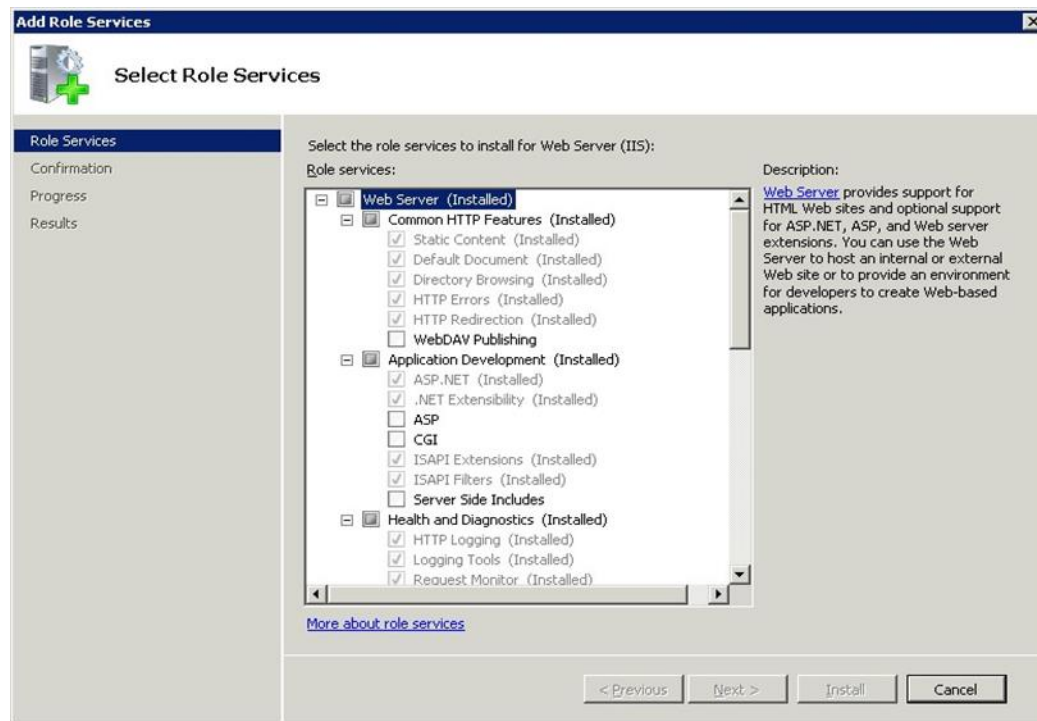 Add Role Services
Select Role Services
Role Services
Confirmation
Progress
Results
Select the role services to install for Web Server (IIS):
Role services:
Web Server (Installed)
Common HTTP Features (Installed)
Static Content (Installed)
Default Document (Installed)
Directory Browsing (Installed)
HTTP Errors (Installed)
HTTP Redirection (Installed)
WebDAV Publishing
Application Development (Installed)
ASP.NET (Installed)
.NET Extensibility (Installed)
ASP
CGI
ISAPI Extensions (Installed)
ISAPI Filters (Installed)
Server Side Includes
Health and Diagnostics (Installed)
HTTP Logging (Installed)
Logging Tools (Installed)
Request Monitor (Installed)
Description:
Web Server provides support for
HTML Web sites and optional support
for ASP.NET, ASP, and Web server
extensions. You can use the Web
Server to host an internal or external
Web site or to provide an environment
for developers to create Web-based
applications.
More about role services
< Previous
Next >
Install
Cancel